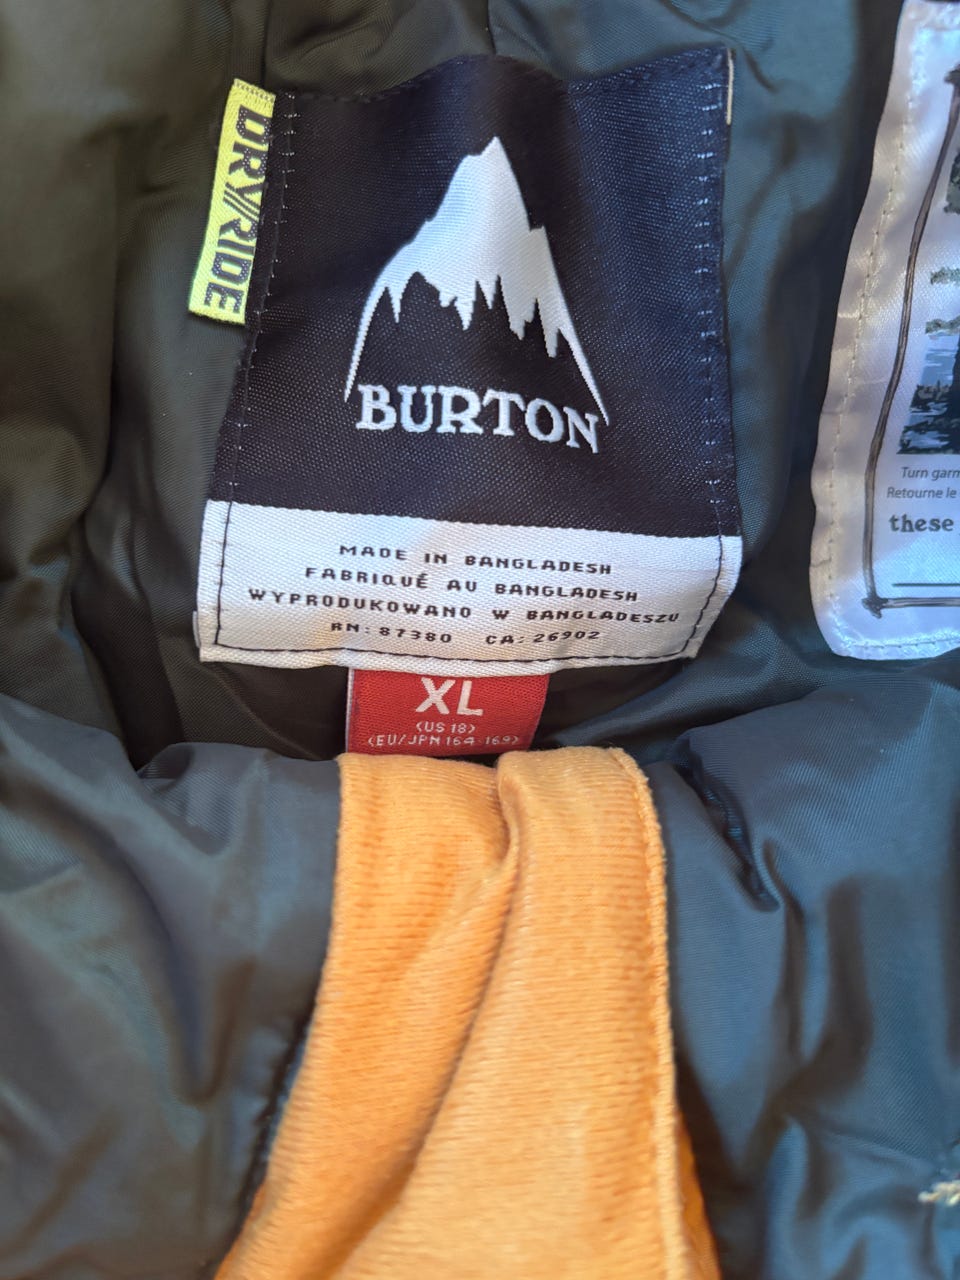 DRY//RIDE
BURTON
MADE IN BANGLADESH
FABRIQUÉ AU BANGLADESH
WYPRODUKOWANO W BANGLADESZU
RN: 87380 CA: 26902
XL
(US 18)
(EU/JPN 164-169)
Turn
Retourne le
these